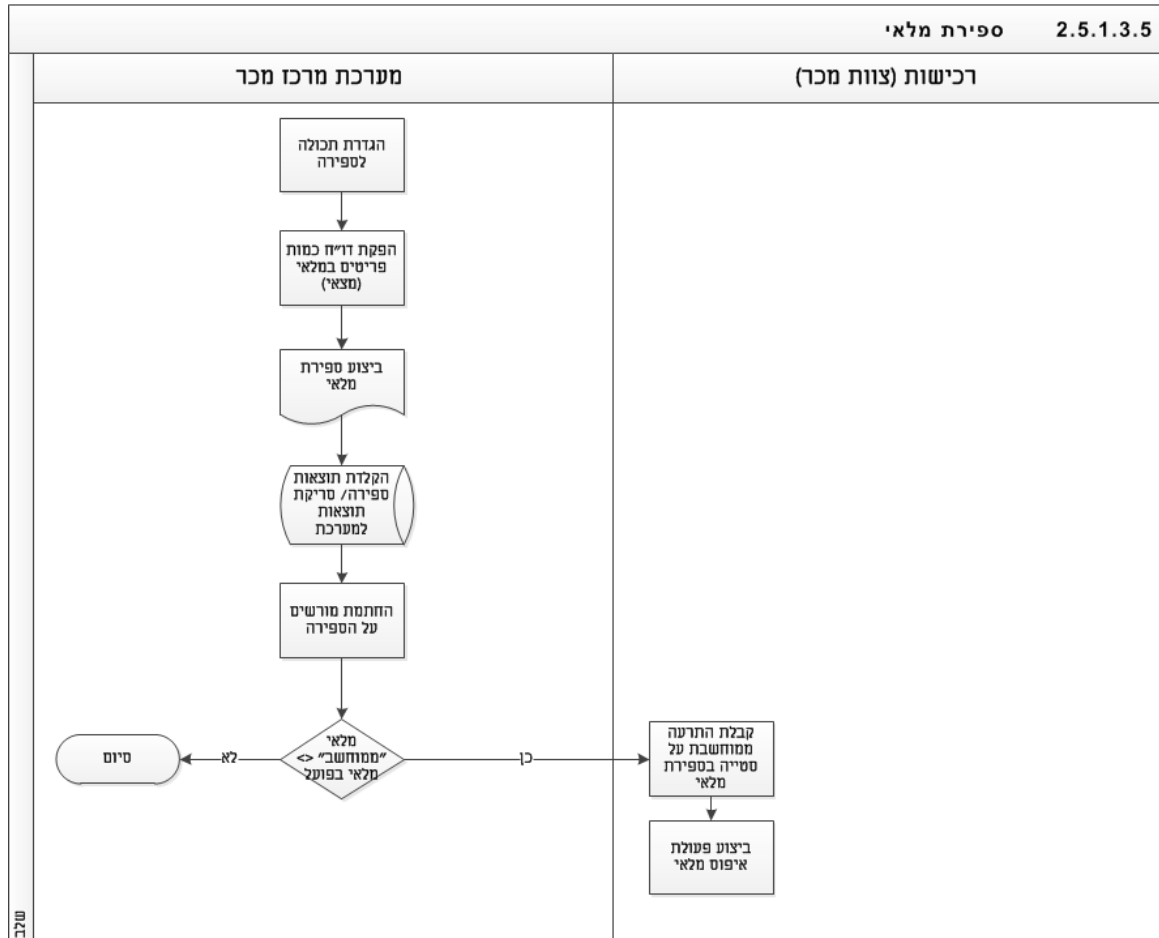 2.5.1.3.5 ספירת מלאי
רכישות (צוות מכר)
מערכת מרכז מכר
הגדרת תכולה
לספירה
הפקת דו"ח כמות
פריטים במלאי
(מצאי)
ביצוע ספירת
מלאי
הקלדת תוצאות
ספירה/ סריקת
תוצאות
למערכת
החתמת מורשים
על הספירה
מלאי
"ממוחשב" <>
מלאי בפועל
לא
סיום
כן
קבלת התרעה
ממוחשבת על
סטייה בספירת
מלאי
ביצוע פעולת
איפוס מלאי
שלב